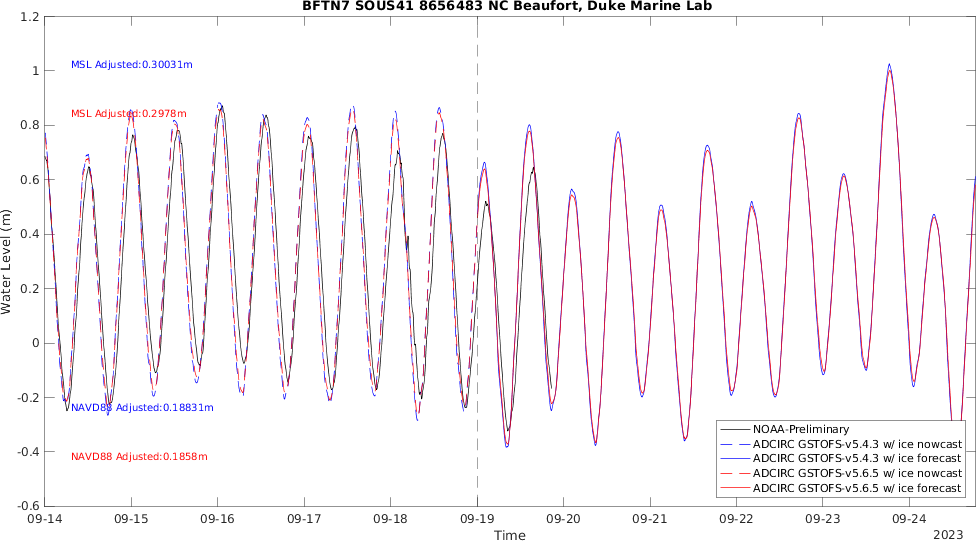 BFTN7 SOUS41 8656483 NC Beaufort, Duke Marine Lab
1.2
1
0.8
0.6
0.4
0.2
0
-0.2
-0.4
-0.6
Water Level (m)
MSL Adjusted:0.30031m
MSL Adjusted:0.2978m
NAVD88 Adjusted:0.18831m
NAVD88 Adjusted:0.1858m
NOAA-Preliminary
ADCIRC GSTOFS-v5.4.3 w/ ice nowcast
ADCIRC GSTOFS-v5.4.3 w/ ice forecast
ADCIRC GSTOFS-v5.6.5 w/ ice nowcast
ADCIRC GSTOFS-v5.6.5 w/ ice forecast
09-14 09-15 09-16 09-17 09-18 09-19 09-20 09-21 09-22 09-23 09-24
Time
2023